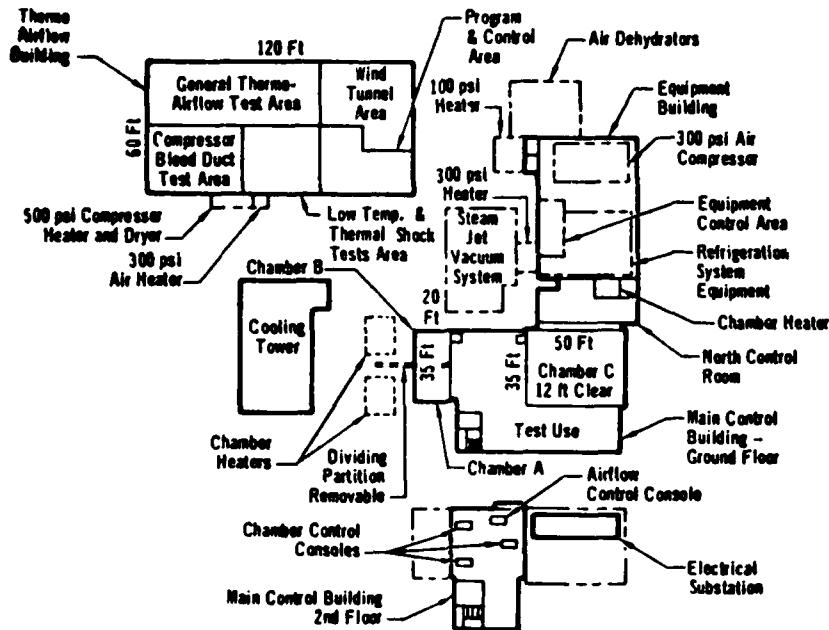 Thermo
Airflow
Building
120 Ft
60 Ft
General Thermo-
Airflow Test Area
Wind
Tunnel
Area
Compressor
Bleed Duct
Test Area
Program
& Control
Area
Air Dehydrators
100 psi
Heater
Equipment
Building
300 psi Air
Compressor
500 psi Compressor
Heater and Dryer
300 psi
Air Heater
Low Temp. &
Thermal Shock
Tests Area
300 psi
Heater
Steam
Jet
Vacuum
System
Equipment
Control Area
Refrigeration
System
Equipment
Chamber Heater
North Control
Room
Chamber B
Cooling
Tower
20
Ft
35 Ft
35 Ft
50 Ft
Chamber C
12 ft Clear
Test Use
Main Control
Building –
Ground Floor
Chamber
Heaters
Dividing
Partition
Removable
Chamber A
Airflow
Control Console
Chamber Control
Consoles
Electrical
Substation
Main Control Building
2nd Floor